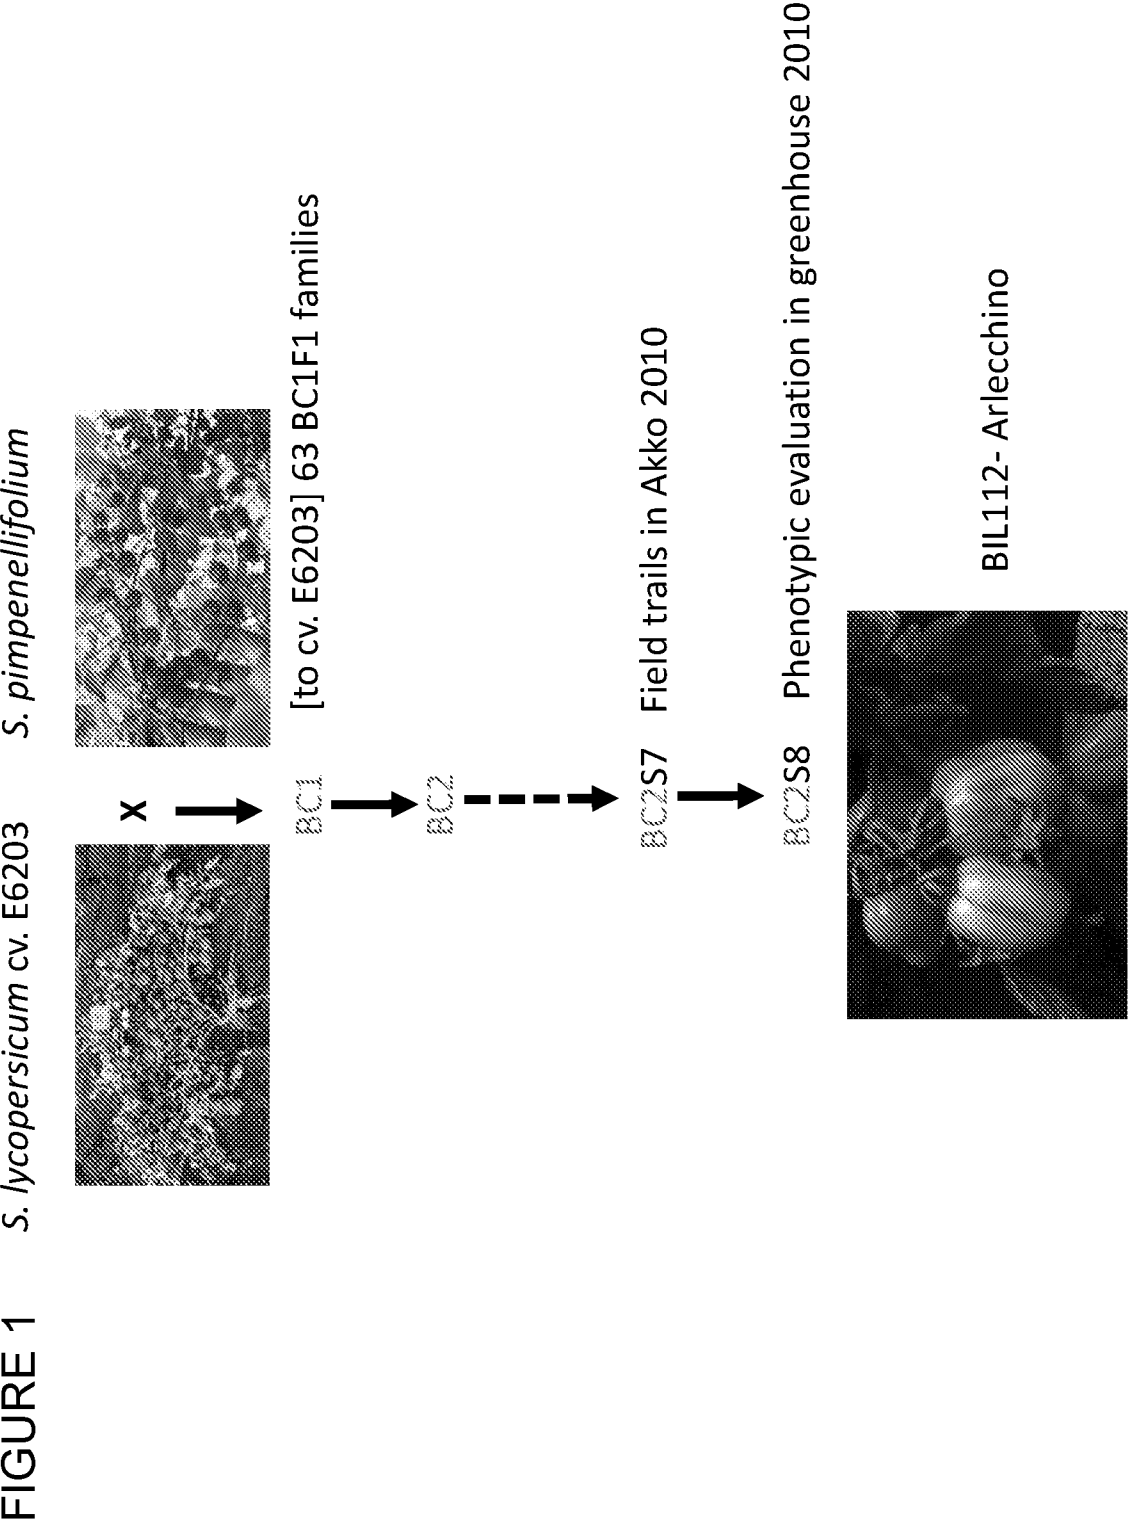 FIGURE 1
S. lycopersicum cv. E6203
S. pimpenellifolium
X
BC1
[to cv. E6203] 63 BC1F1 families
BC2
BC2S7
Field trails in Akko 2010
BC2S8
Phenotypic evaluation in greenhouse 2010
BIL112- Arlecchino